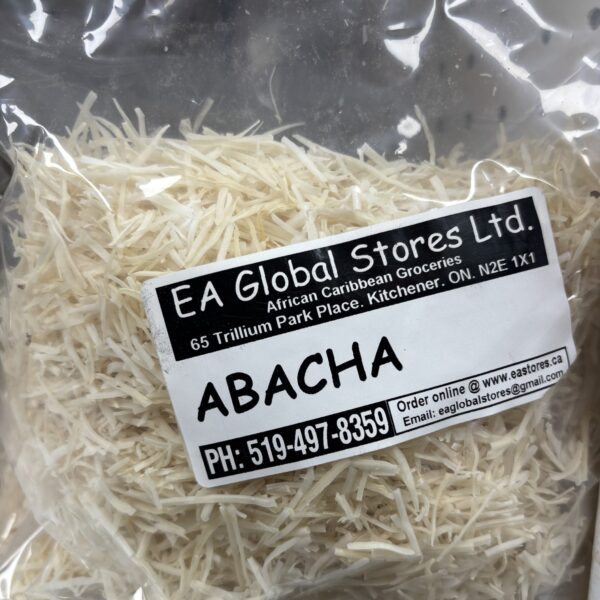 EA Global Stores Ltd.
African Caribbean Groceries
65 Trillium Park Place. Kitchener. ON. N2E 1X1
ABACHA
PH: 519-497-8359
Order online @ www.eastores.ca
Email: eaglobalstores@gmail.com